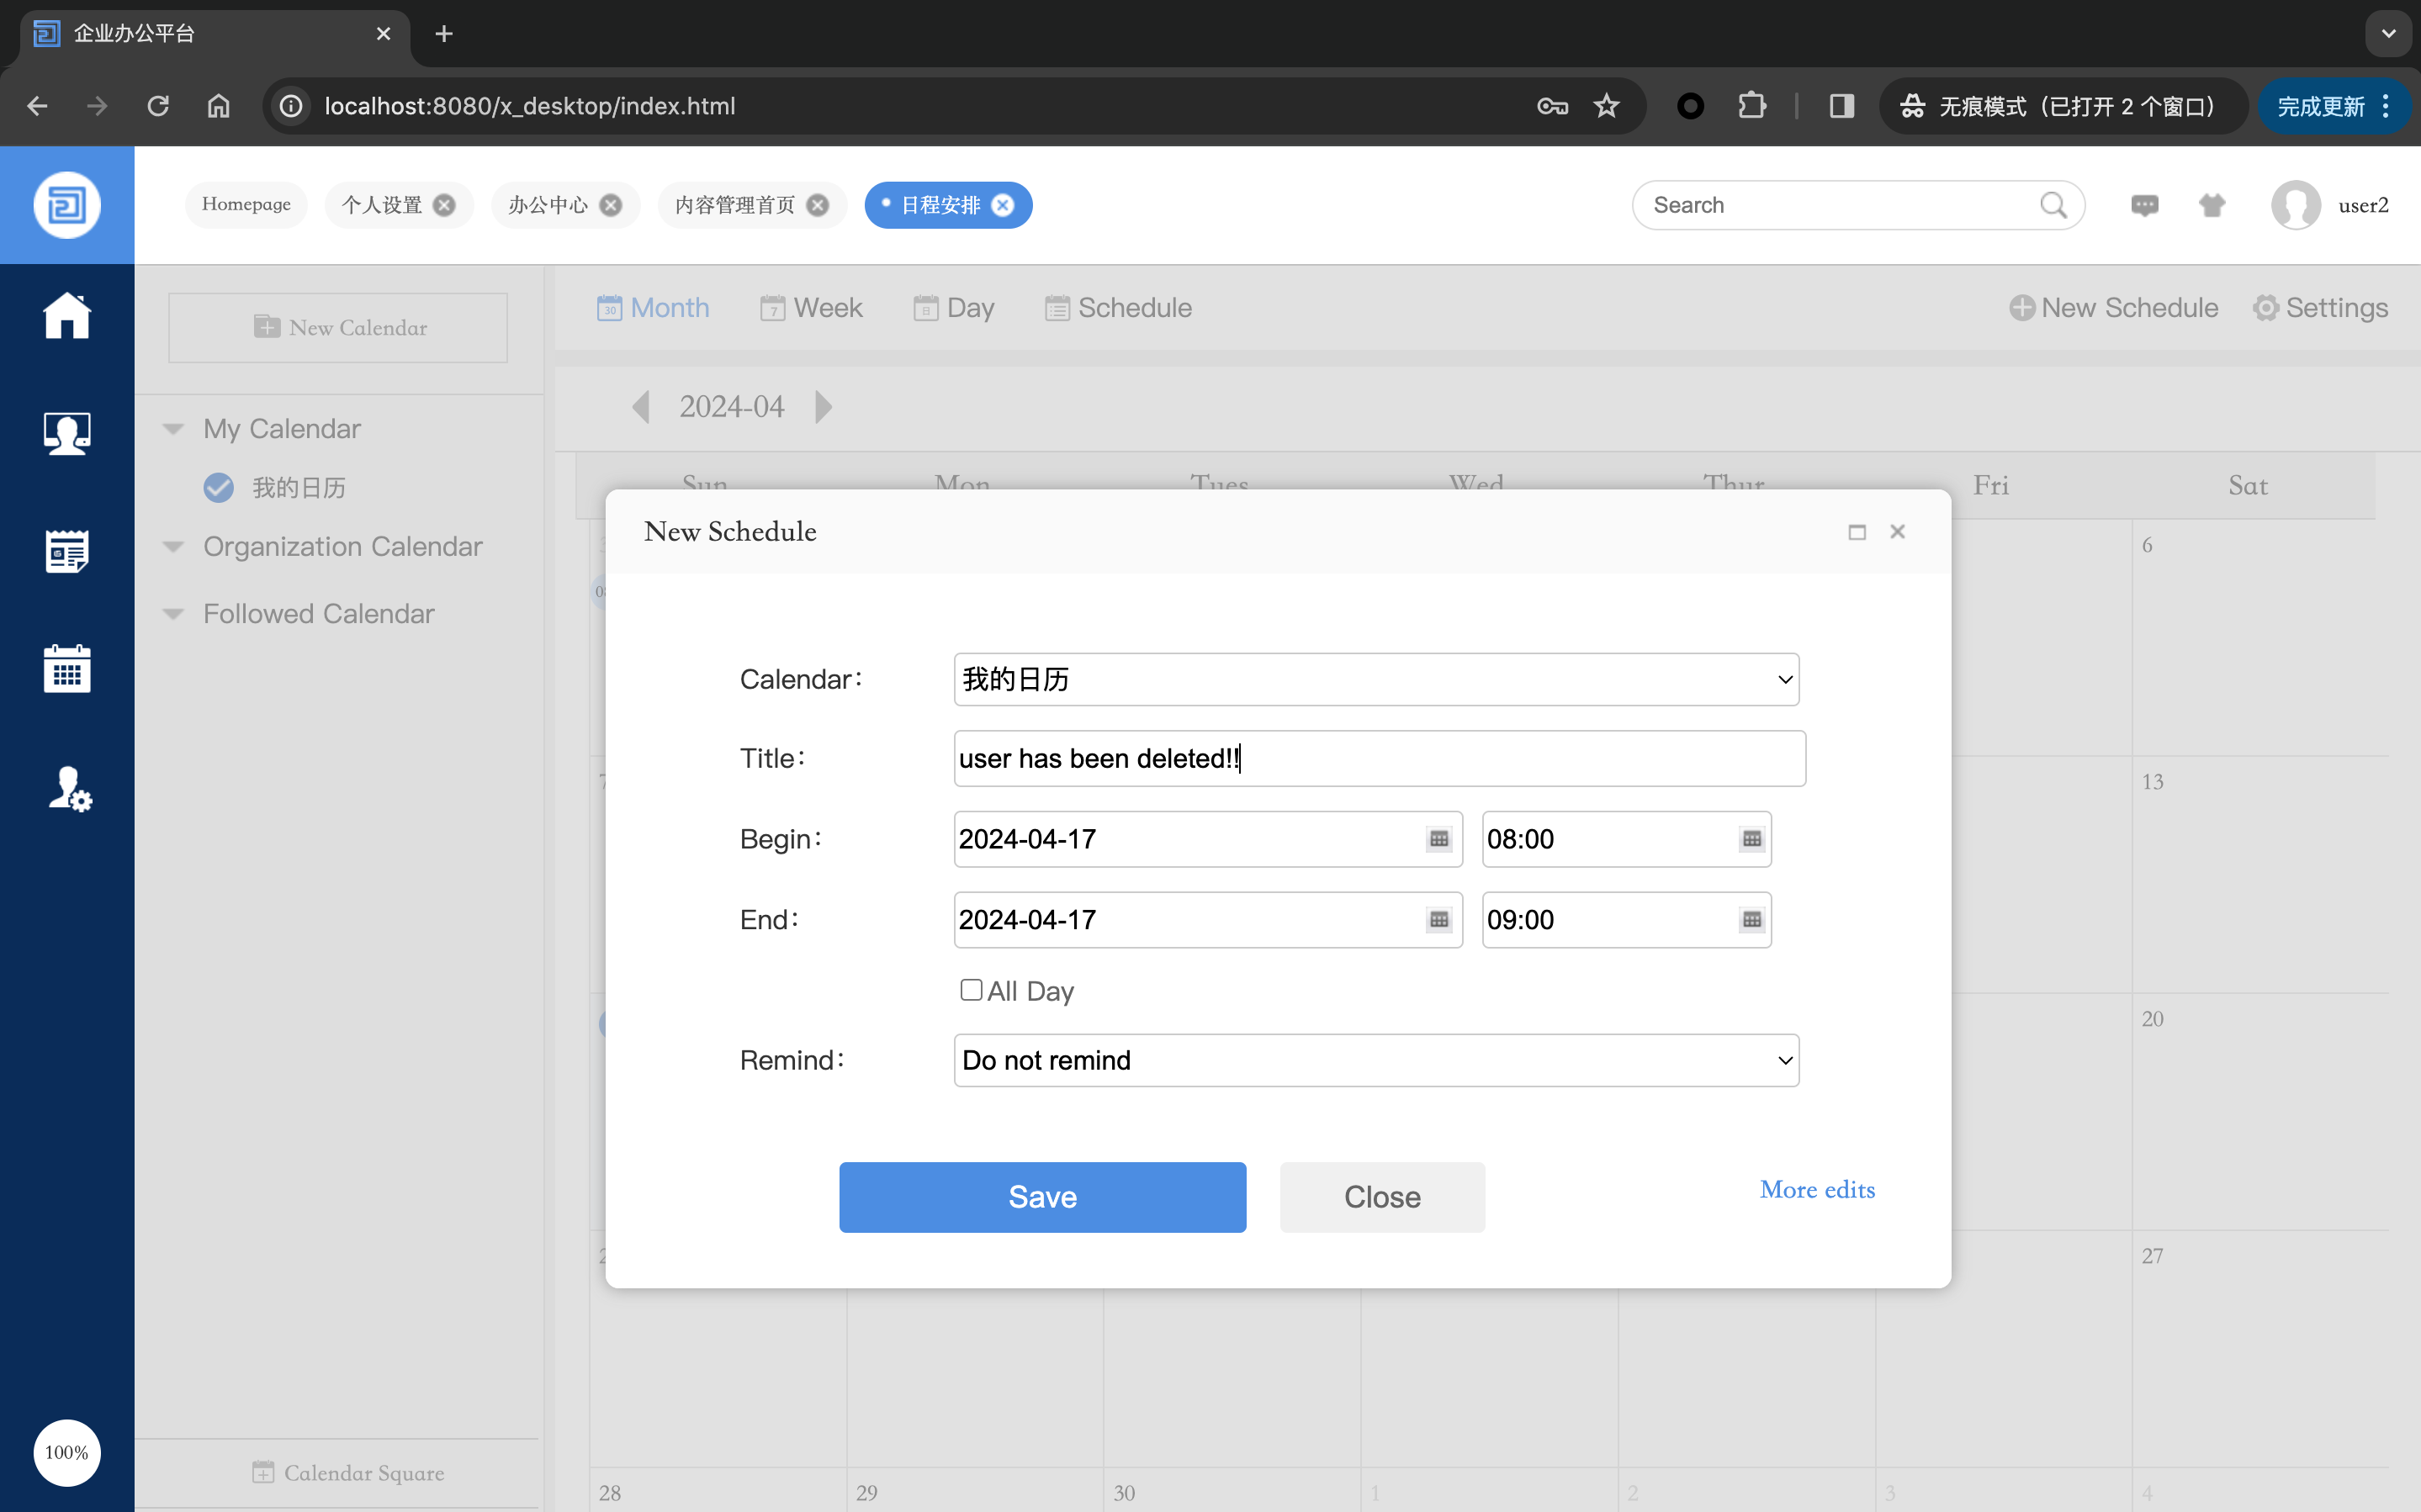 企业办公平台
localhost:8080/x_desktop/index.html
无痕模式（已打开 2 个窗口）
完成更新
Homepage
个人设置
办公中心
内容管理首页
日程安排
Search
user2
New Calendar
My Calendar
我的日历
Organization Calendar
Followed Calendar
Calendar Square
100%
30 Month
7 Week
8 Day
Schedule
New Schedule
Settings
2024-04
Sun Mon Tues Wed Thur Fri Sat
6
7
13
20
27
28 29 30 1 2 3 4
New Schedule
Calendar：
我的日历
Title：
user has been deleted!!
Begin：
2024-04-17
08:00
End：
2024-04-17
09:00
All Day
Remind：
Do not remind
Save
Close
More edits